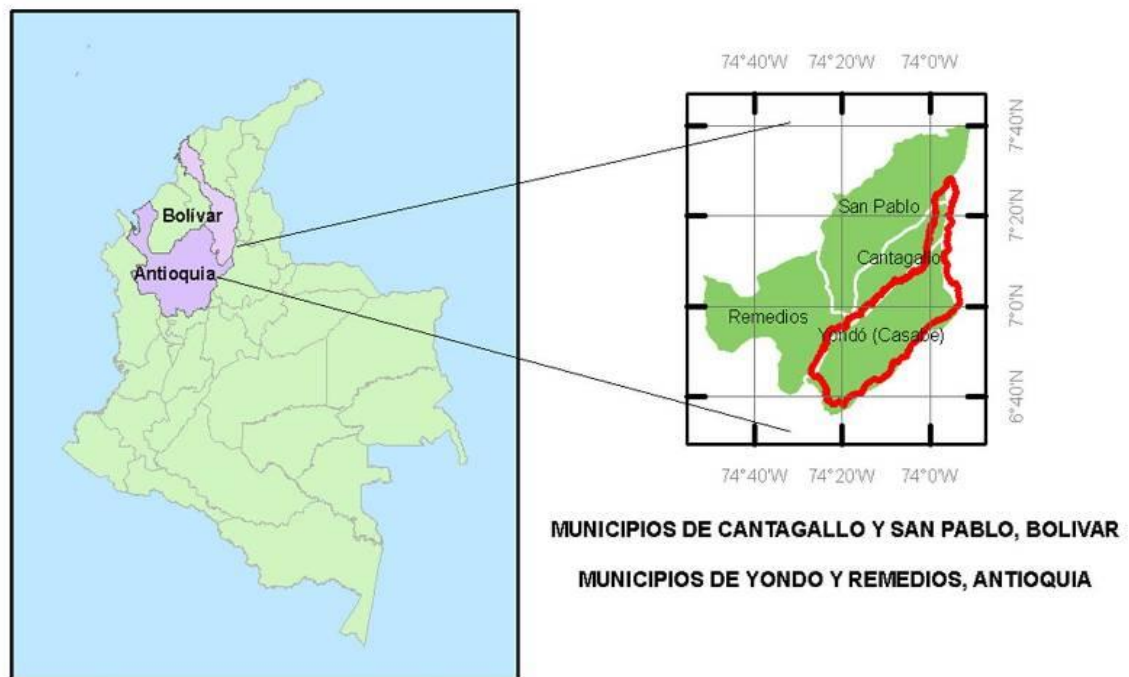 Bolívar
Antioquia
74°40'W 74°20'W 74°0'W
7°40'N
7°20'N
7°0'N
6°40'N
San Pablo
Cantagallo
Remedios
Yondó (Casabe)
74°40'W 74°20'W 74°0'W
MUNICIPIOS DE CANTAGALLO Y SAN PABLO, BOLIVAR
MUNICIPIOS DE YONDO Y REMEDIOS, ANTIOQUIA